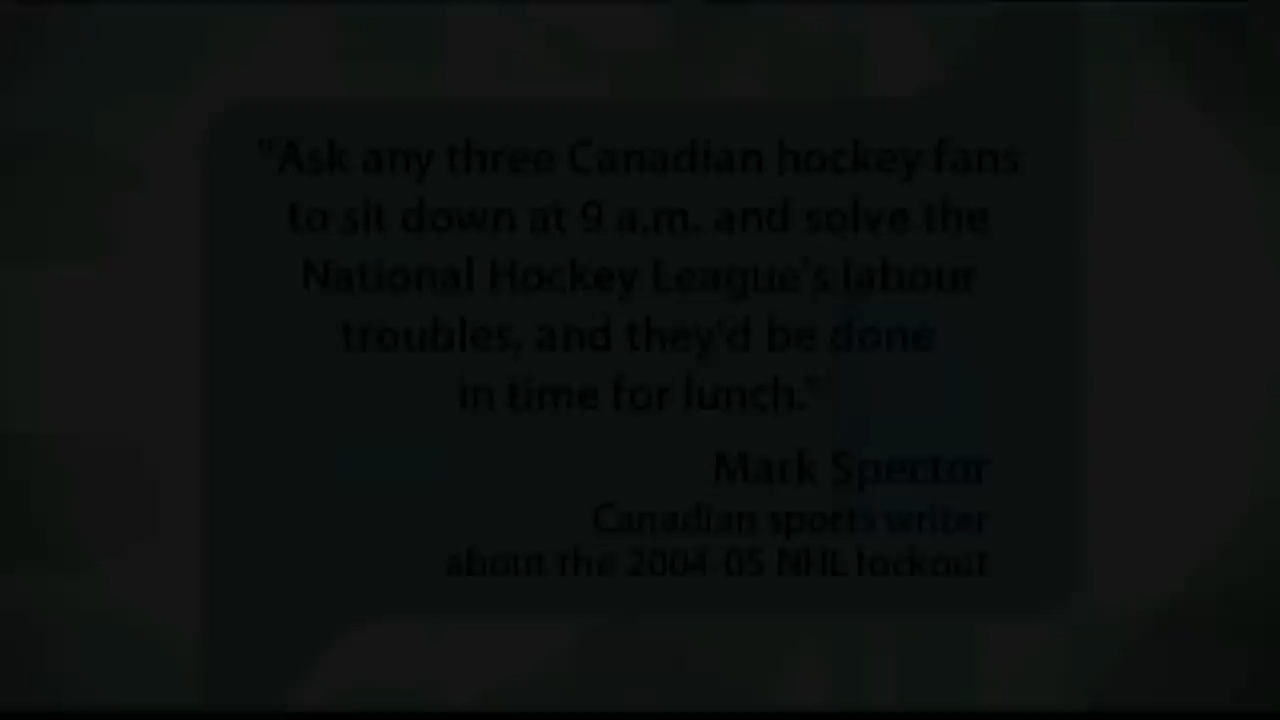 "Ask any three Canadian hockey fans
to sit down at 9 a.m. and solve the
National Hockey League's labour
troubles, and they'd be done
in time for lunch."
Mark Spector
Canadian sports writer
about the 2004-05 NHL lockout